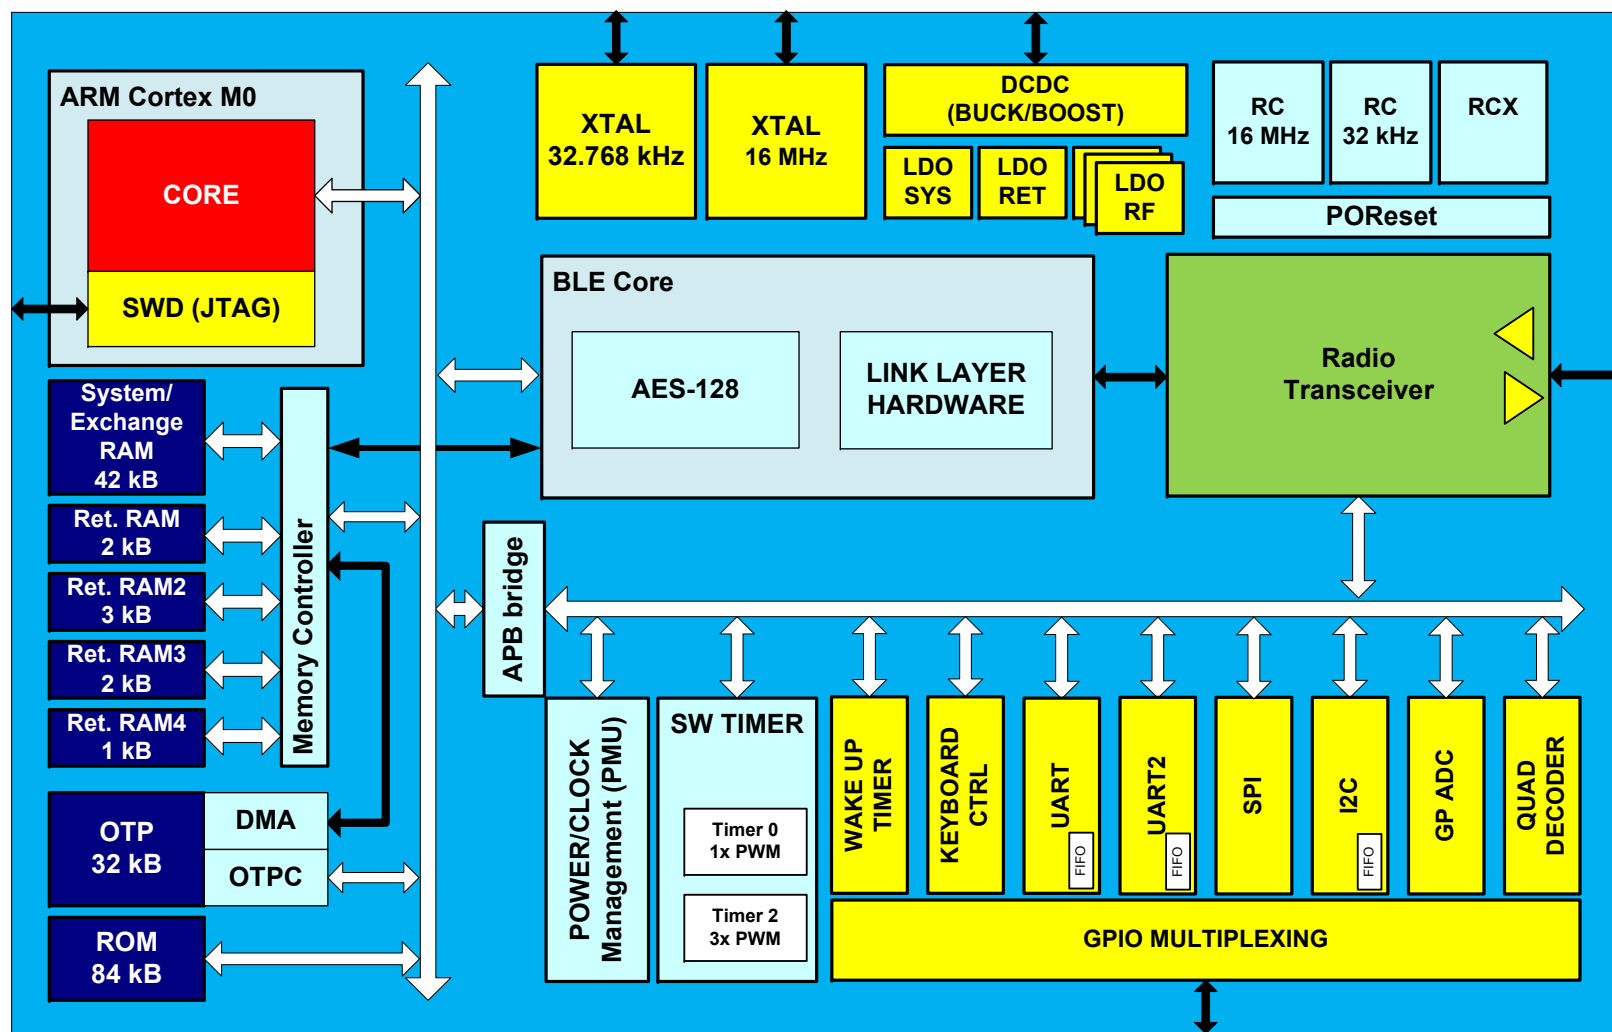 ARM Cortex M0
CORE
SWD (JTAG)
XTAL
32.768 kHz
XTAL
16 MHz
DCDC
(BUCK/BOOST)
LDO
SYS
LDO
RET
LDO
RF
RC
16 MHz
RC
32 kHz
RCX
POReset
BLE Core
AES-128
LINK LAYER
HARDWARE
Radio
Transceiver
System/
Exchange
RAM
42 kB
Ret. RAM
2 kB
Ret. RAM2
3 kB
Ret. RAM3
2 kB
Ret. RAM4
1 kB
Memory Controller
OTP
32 kB
DMA
OTPC
ROM
84 kB
APB bridge
POWER/CLOCK
Management (PMU)
SW TIMER
Timer 0
1x PWM
Timer 2
3x PWM
WAKE UP
TIMER
KEYBOARD
CTRL
UART
FIFO
UART2
FIFO
SPI
I2C
FIFO
GP ADC
QUAD
DECODER
GPIO MULTIPLEXING